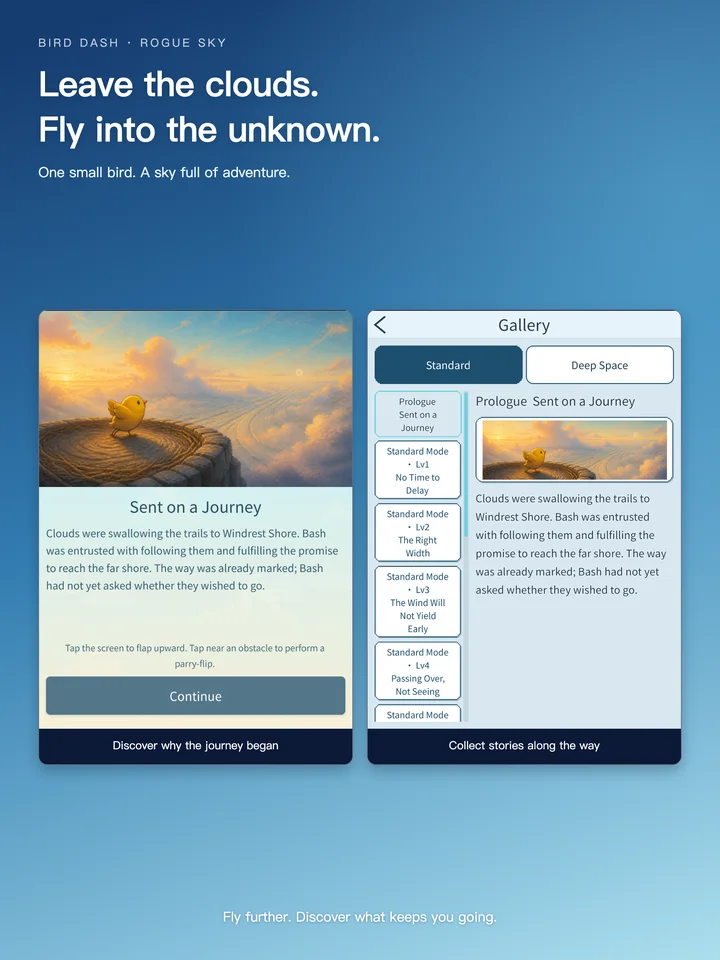 BIRD DASH · ROGUE SKY
Leave the clouds.
Fly into the unknown.
One small bird. A sky full of adventure.
Sent on a Journey
Clouds were swallowing the trails to Windrest Shore. Bash
was entrusted with following them and fulfilling the promise
to reach the far shore. The way was already marked; Bash
had not yet asked whether they wished to go.
Tap the screen to flap upward. Tap near an obstacle to perform a
parry-flip.
Continue
Discover why the journey began
Gallery
Standard
Deep Space
Prologue
Sent on a
Journey
Standard Mode
· Lv1
No Time to
Delay
Standard Mode
· Lv2
The Right
Width
Standard Mode
· Lv3
The Wind Will
Not Yield
Early
Standard Mode
· Lv4
Passing Over,
Not Seeing
Standard Mode
Prologue Sent on a Journey
Clouds were swallowing the trails to
Windrest Shore. Bash was entrusted
with following them and fulfilling the
promise to reach the far shore. The way
was already marked; Bash had not yet
asked whether they wished to go.
Collect stories along the way
Fly further. Discover what keeps you going.